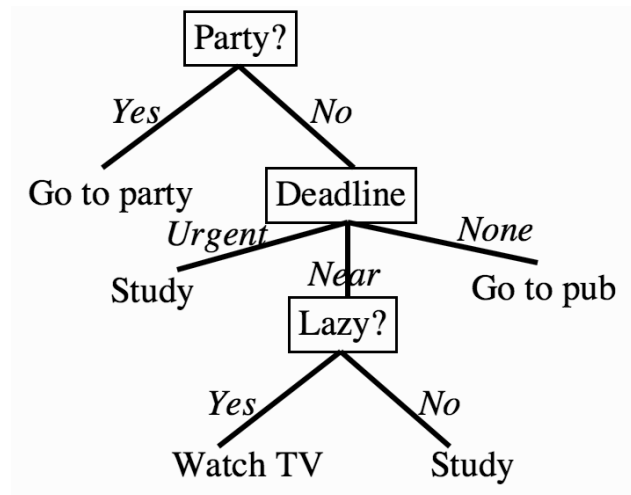 Party?
Yes
No
Go to party
Deadline
Urgent
None
Near
Study
Go to pub
Lazy?
Yes
No
Watch TV
Study